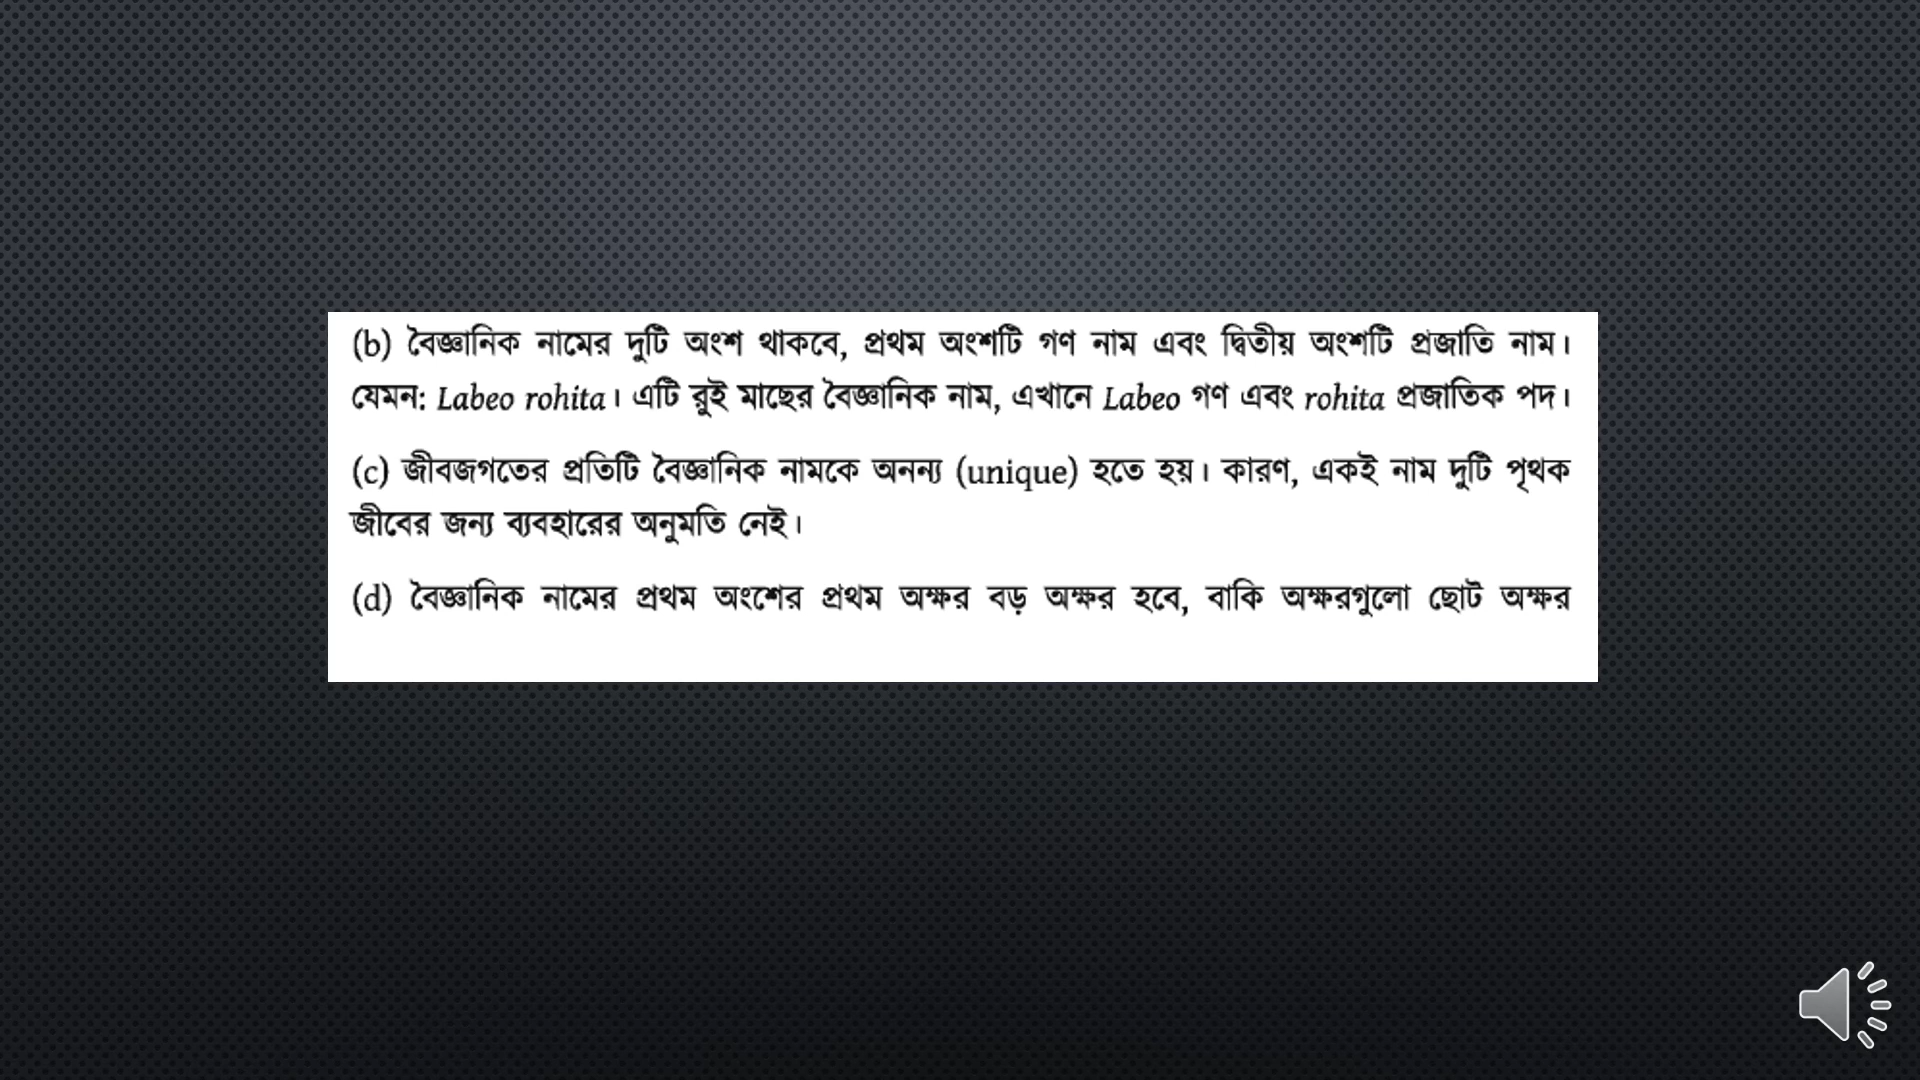 (b) বৈজ্ঞানিক নামের দুটি অংশ থাকবে, প্রথম অংশটি গণ নাম এবং দ্বিতীয় অংশটি প্রজাতি নাম।
যেমন: Labeo rohita। এটি রুই মাছের বৈজ্ঞানিক নাম, এখানে Labeo গণ এবং rohita প্রজাতিক পদ।
(c) জীবজগতের প্রতিটি বৈজ্ঞানিক নামকে অনন্য (unique) হতে হয়। কারণ, একই নাম দুটি পৃথক
জীবের জন্য ব্যবহারের অনুমতি নেই।
(d) বৈজ্ঞানিক নামের প্রথম অংশের প্রথম অক্ষর বড় অক্ষর হবে, বাকি অক্ষরগুলো ছোট অক্ষর